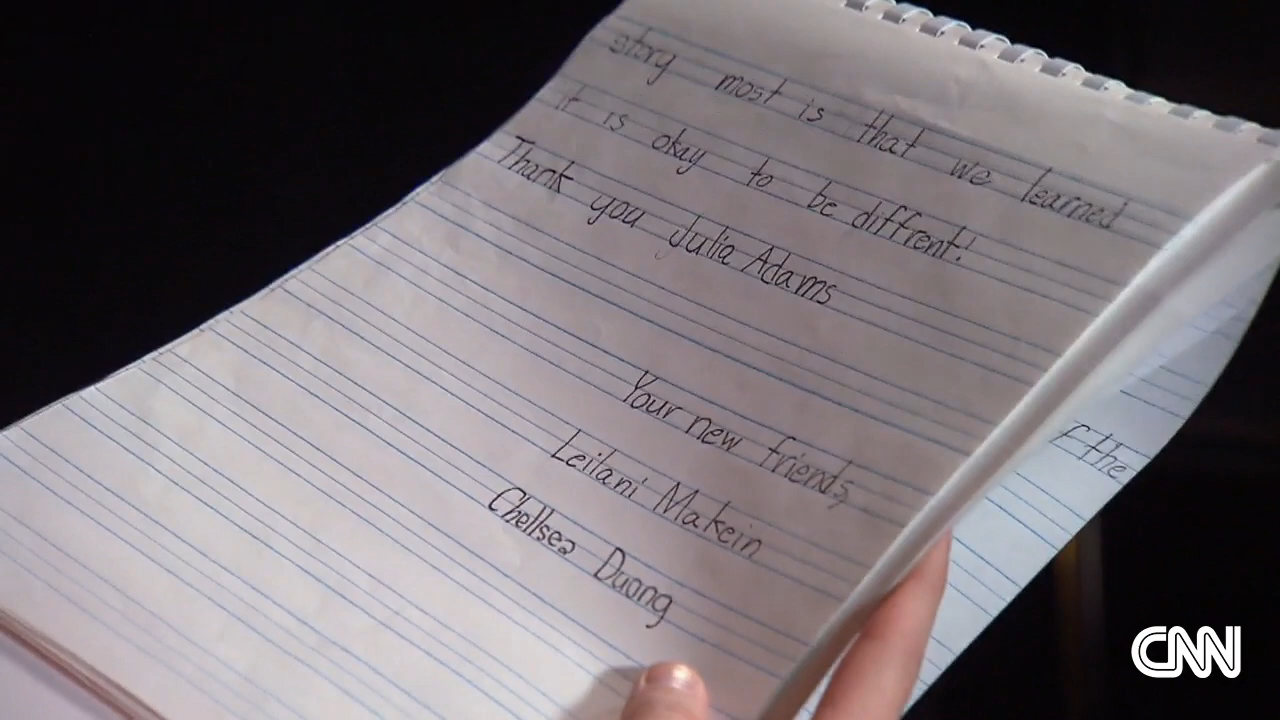 story most is that we learned
it is okay to be diffrent!
Thank you Julia Adams
Your new friends,
Leilani Makein
Chellsea Duong
f the
CNN